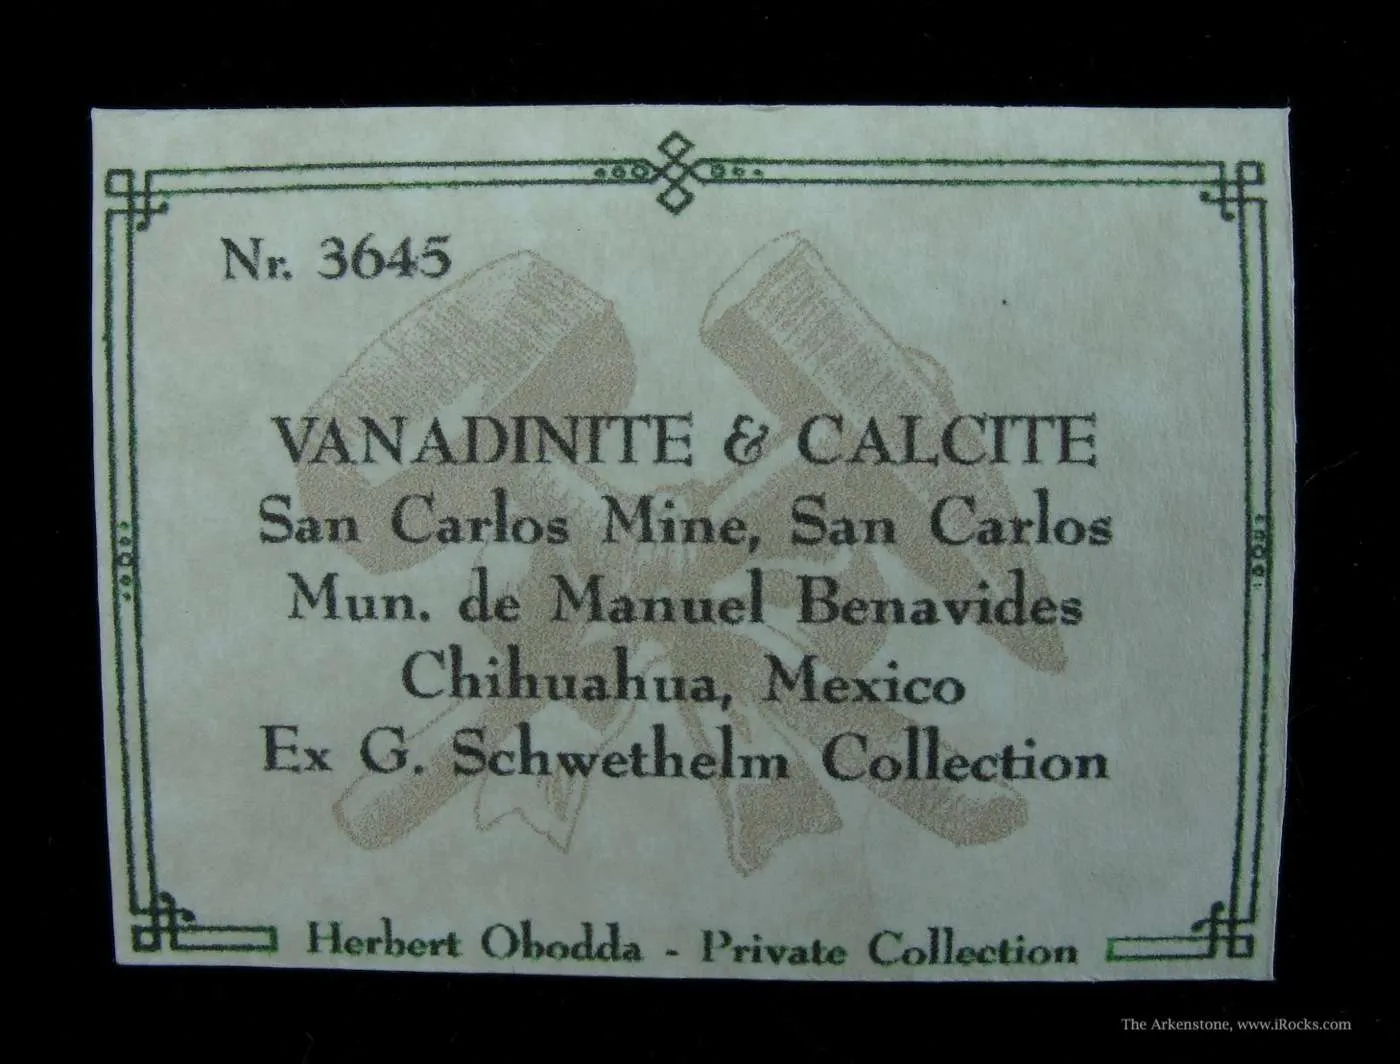 Nr. 3645
VANADINITE & CALCITE
San Carlos Mine, San Carlos
Mun. de Manuel Benavides
Chihuahua, Mexico
Ex G. Schwethelm Collection
Herbert Obodda - Private Collection
The Arkenstone, www.iRocks.com